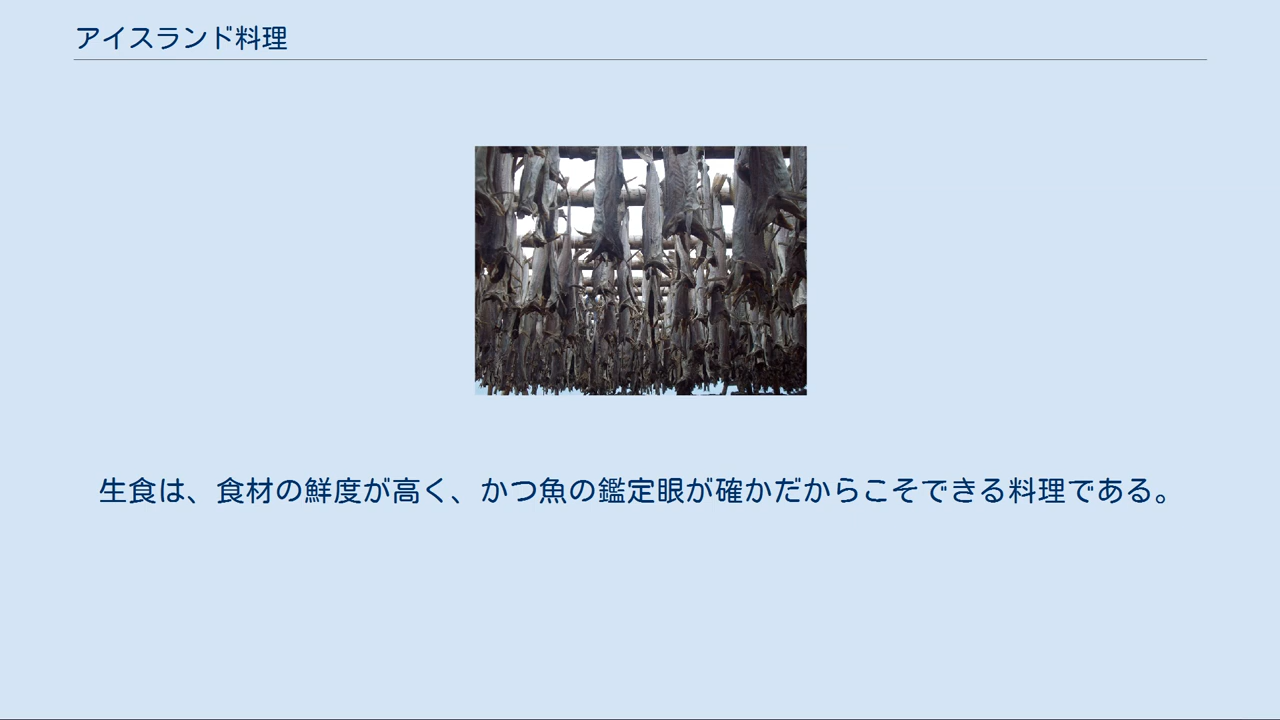 アイスランド料理
生食は、食材の鮮度が高く、かつ魚の鑑定眼が確かだからこそできる料理である。